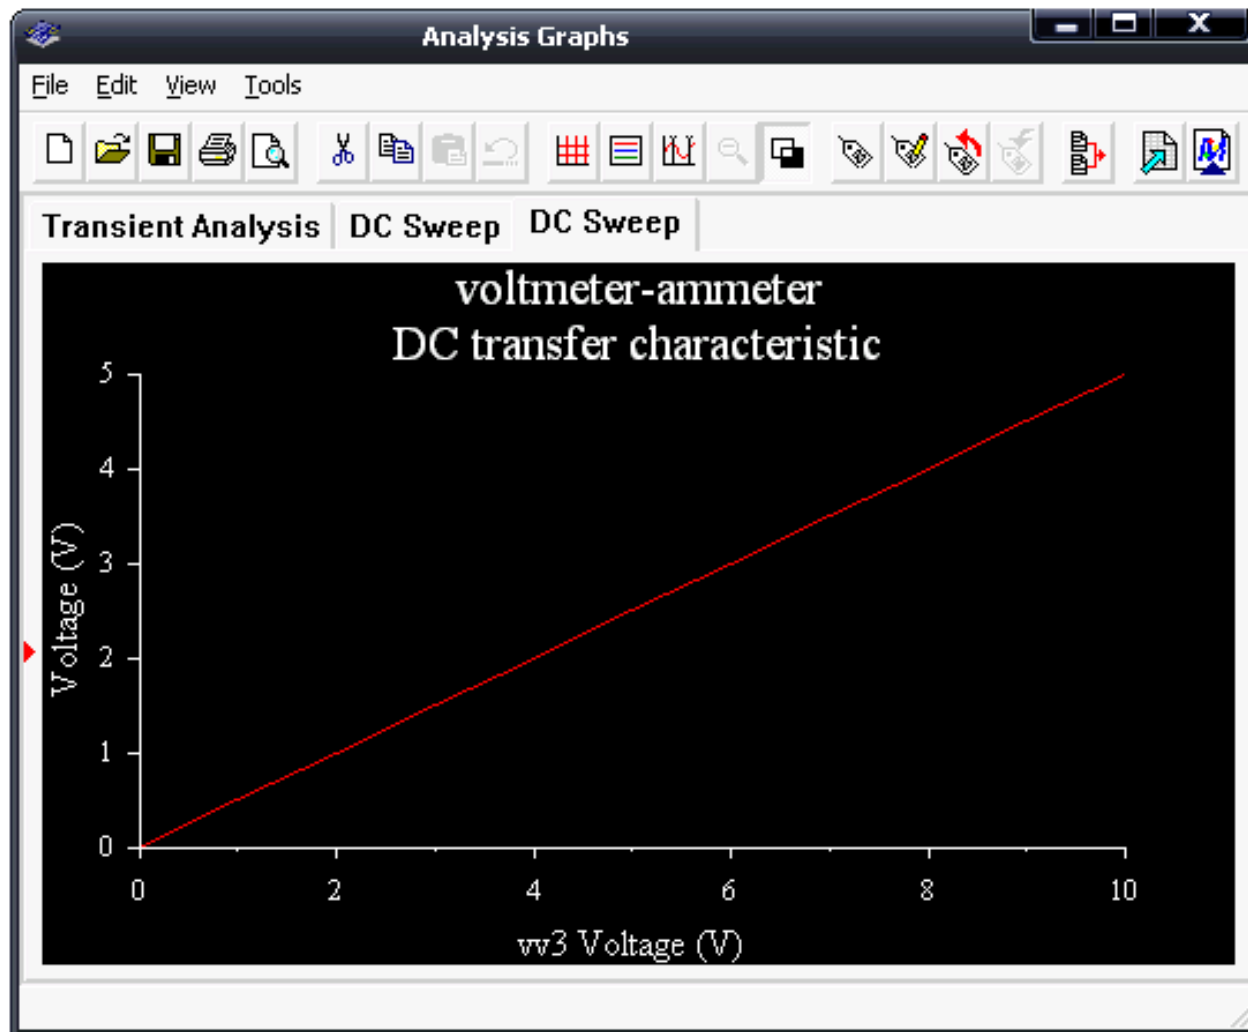 Analysis Graphs
File Edit View Tools
Transient Analysis DC Sweep DC Sweep
voltmeter-ammeter
DC transfer characteristic
5
4
3
2
1
0
Voltage (V)
0 2 4 6 8 10
vv3 Voltage (V)